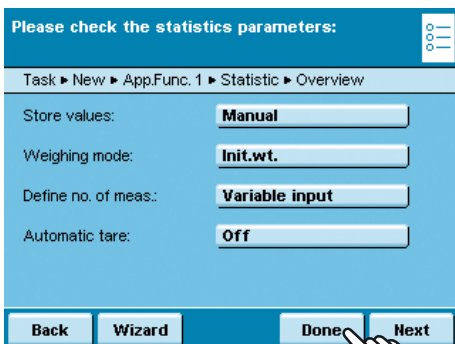 Please check the statistics parameters:
Task ▸ New ▸ App.Func. 1 ▸ Statistic ▸ Overview
Store values: Manual
Weighing mode: Init.wt.
Define no. of meas.: Variable input
Automatic tare: Off
Back Wizard Done Next